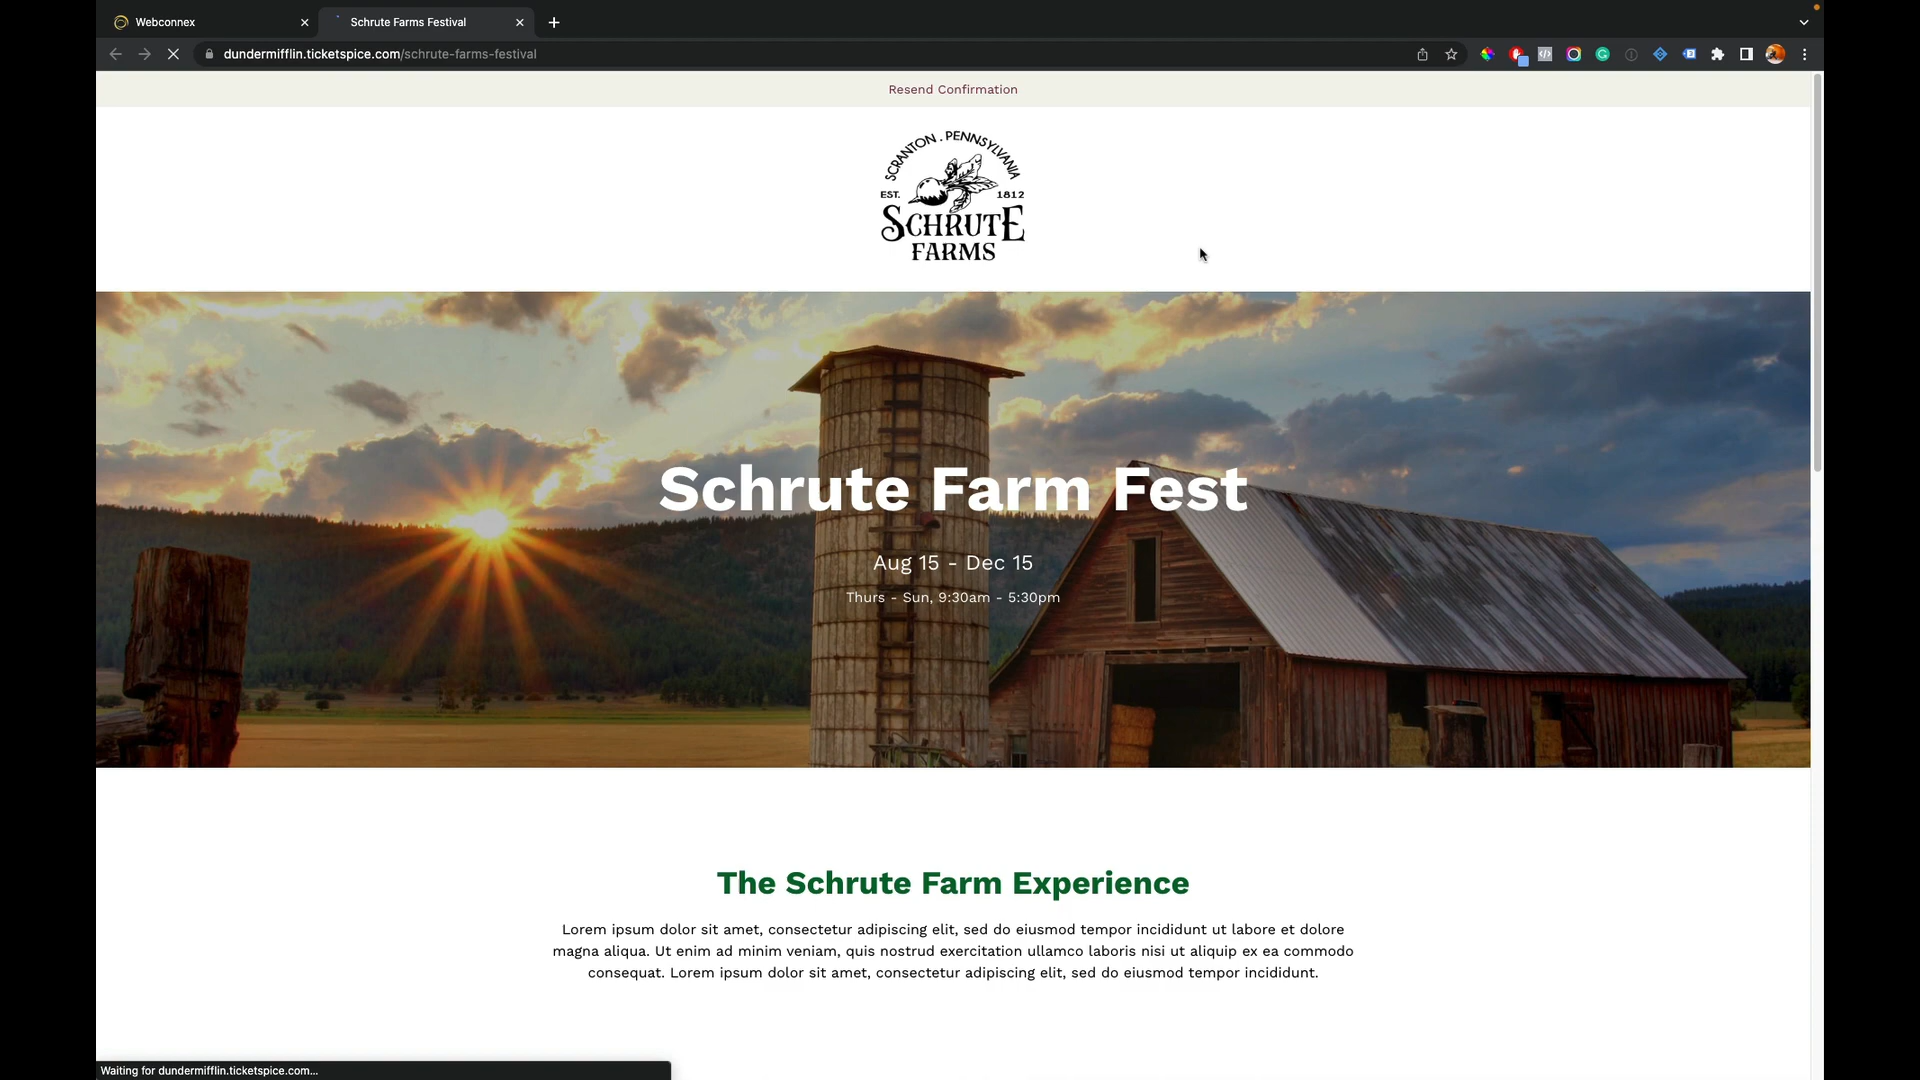 Webconnex
Schrute Farms Festival
dundermifflin.ticketspice.com/schrute-farms-festival
Resend Confirmation
SCRANTON . PENNSYLVANIA
EST. 1812
SCHRUTE
FARMS
Schrute Farm Fest
Aug 15 - Dec 15
Thurs - Sun, 9:30am - 5:30pm
The Schrute Farm Experience
Lorem ipsum dolor sit amet, consectetur adipiscing elit, sed do eiusmod tempor incididunt ut labore et dolore
magna aliqua. Ut enim ad minim veniam, quis nostrud exercitation ullamco laboris nisi ut aliquip ex ea commodo
consequat. Lorem ipsum dolor sit amet, consectetur adipiscing elit, sed do eiusmod tempor incididunt.
Waiting for dundermifflin.ticketspice.com...